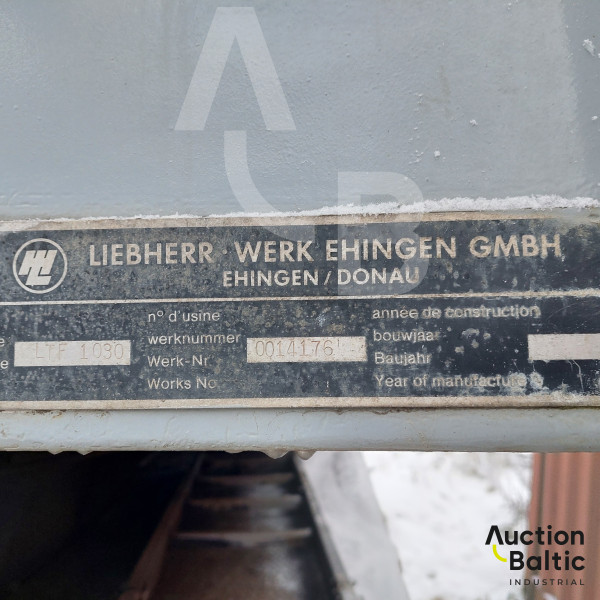 LIEBHERR - WERK EHINGEN GMBH
EHINGEN / DONAU
n° d'usine
werknummer
Werk-Nr
Works No
LTF 1030
0014176
année de construction
bouwjaar
Baujahr
Year of manufacture
Auction
Baltic
INDUSTRIAL